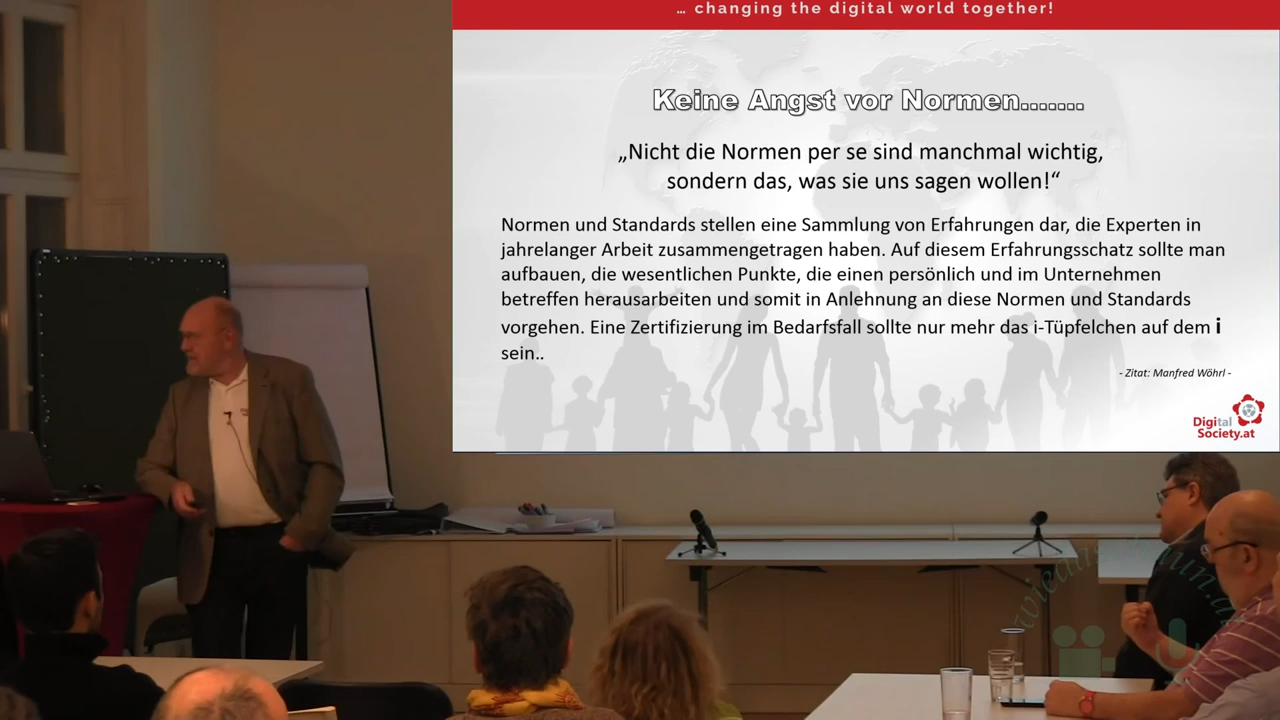 … changing the digital world together!
Keine Angst vor Normen.......
„Nicht die Normen per se sind manchmal wichtig,
sondern das, was sie uns sagen wollen!“
Normen und Standards stellen eine Sammlung von Erfahrungen dar, die Experten in
jahrelanger Arbeit zusammengetragen haben. Auf diesem Erfahrungsschatz sollte man
aufbauen, die wesentlichen Punkte, die einen persönlich und im Unternehmen
betreffen herausarbeiten und somit in Anlehnung an diese Normen und Standards
vorgehen. Eine Zertifizierung im Bedarfsfall sollte nur mehr das i-Tüpfelchen auf dem i
sein..
- Zitat: Manfred Wöhrl -
Digital
Society.at